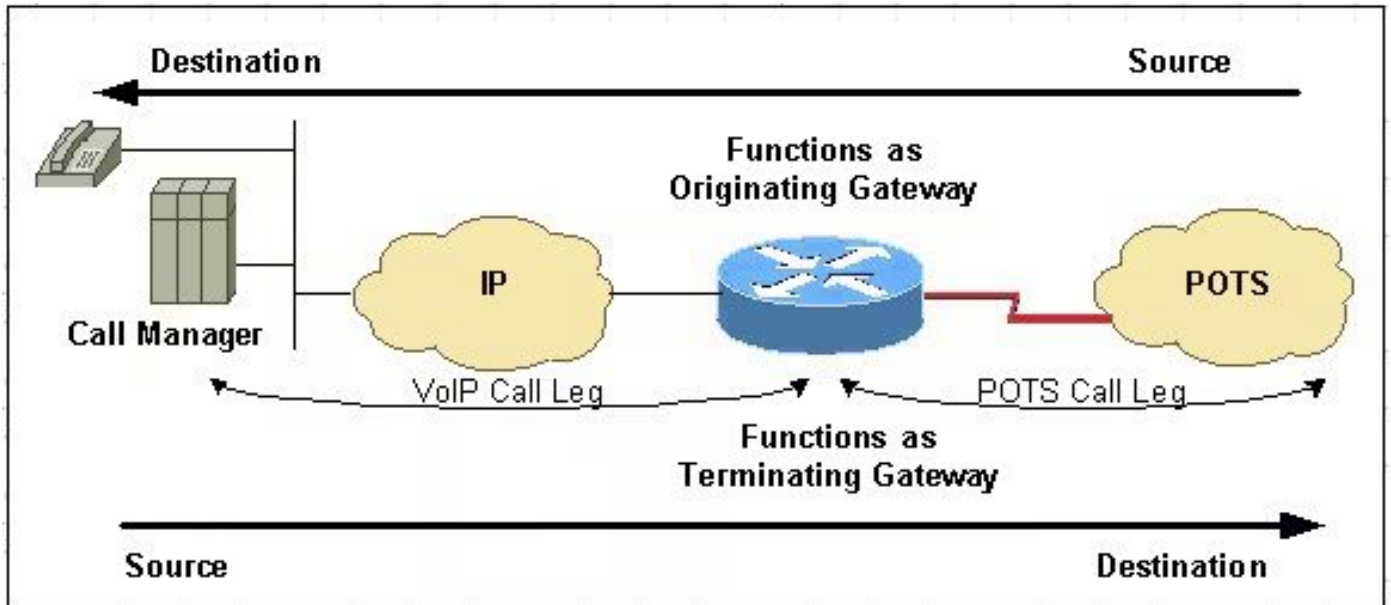 Destination
Source
Functions as
Originating Gateway
IP
POTS
Call Manager
VoIP Call Leg
POTS Call Leg
Functions as
Terminating Gateway
Source
Destination